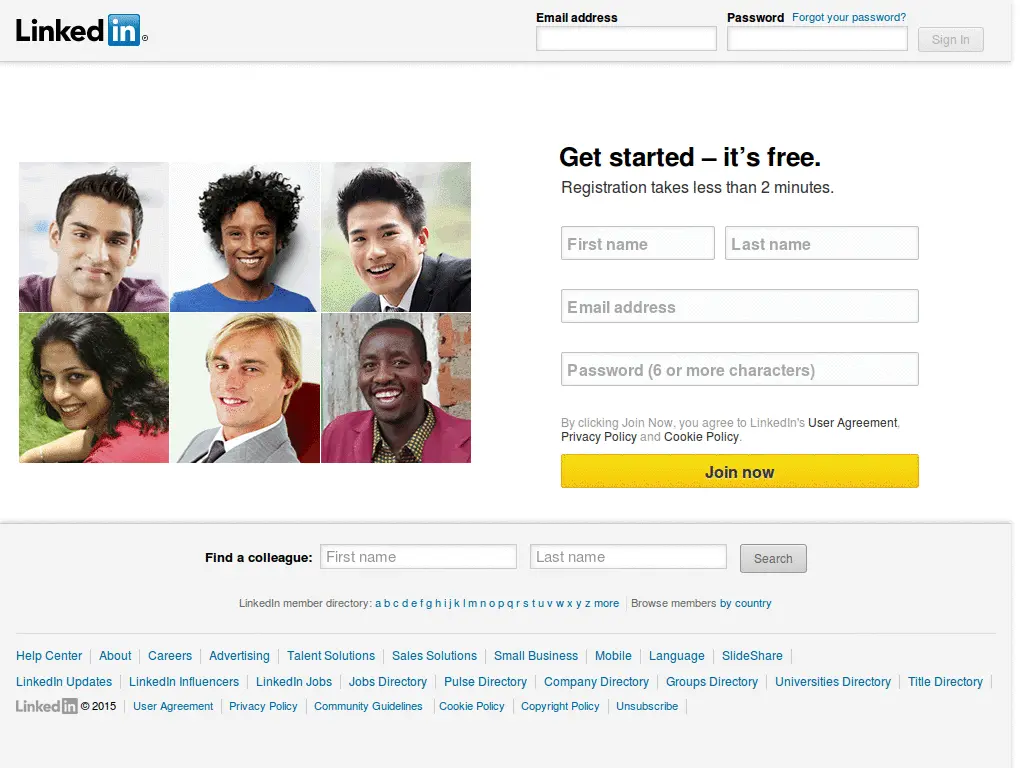 Linked in ®
Email address
Password Forgot your password?
Sign In
Get started – it’s free.
Registration takes less than 2 minutes.
First name Last name
Email address
Password (6 or more characters)
By clicking Join Now, you agree to LinkedIn's User Agreement,
Privacy Policy and Cookie Policy.
Join now
Find a colleague: First name Last name Search
LinkedIn member directory: a b c d e f g h i j k l m n o p q r s t u v w x y z more Browse members by country
Help Center About Careers Advertising Talent Solutions Sales Solutions Small Business Mobile Language SlideShare
LinkedIn Updates LinkedIn Influencers LinkedIn Jobs Jobs Directory Pulse Directory Company Directory Groups Directory Universities Directory Title Directory
Linked in © 2015 User Agreement Privacy Policy Community Guidelines Cookie Policy Copyright Policy Unsubscribe